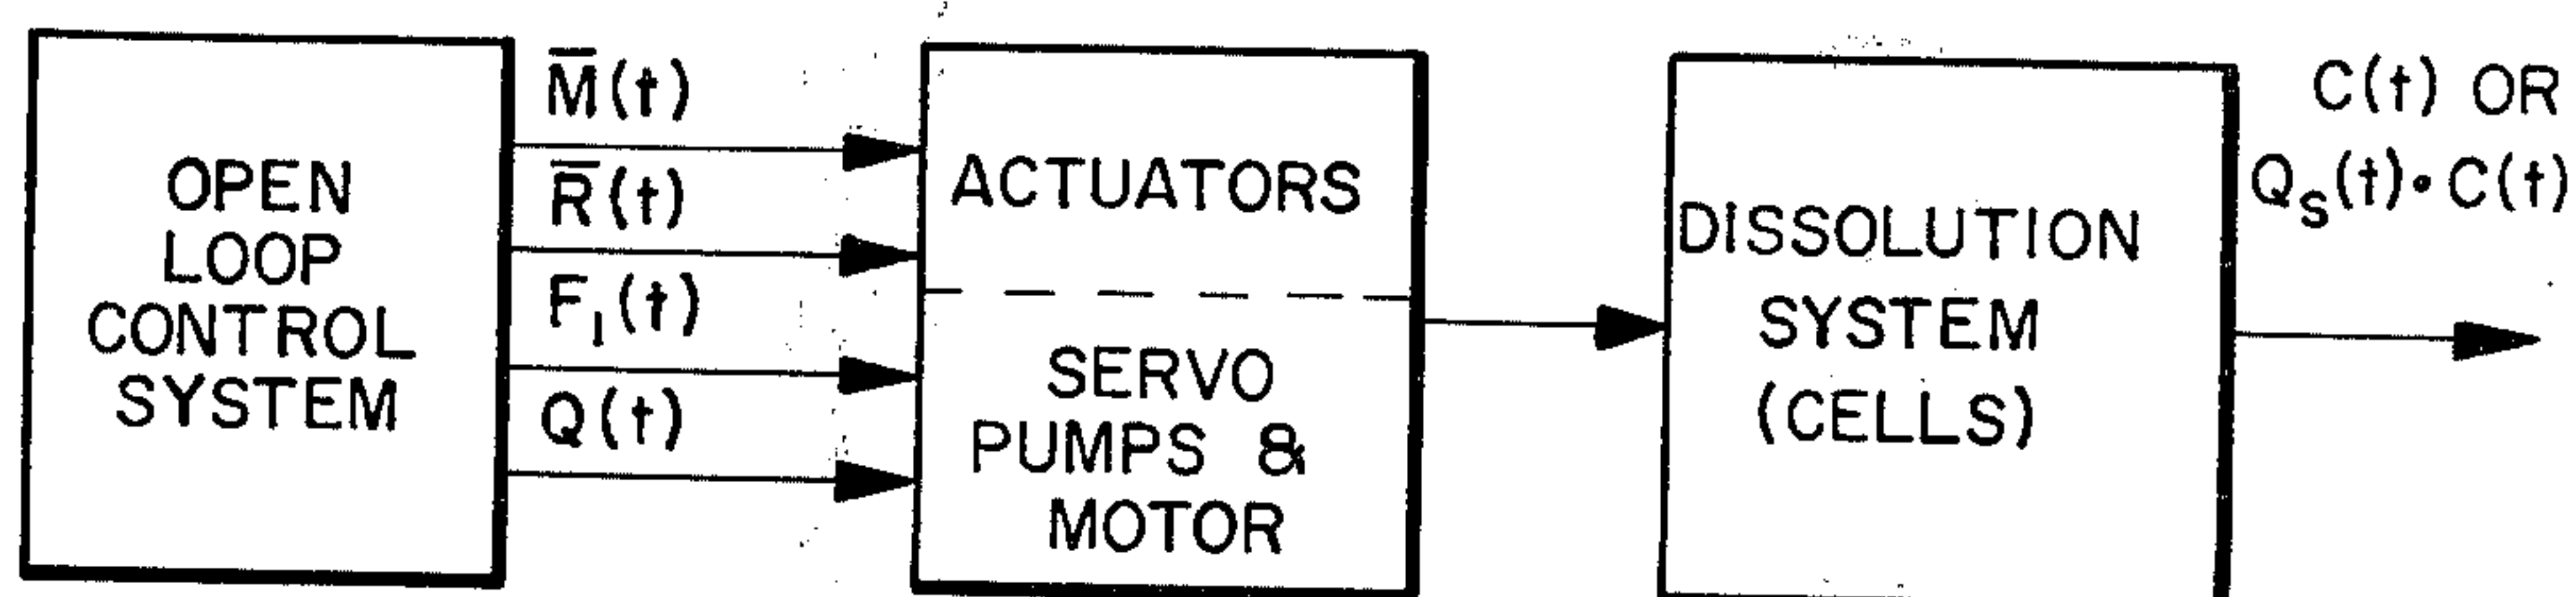 OPEN
LOOP
CONTROL
SYSTEM
M̅(t)
R̅(t)
F₁(t)
Q(t)
ACTUATORS
SERVO
PUMPS &
MOTOR
DISSOLUTION
SYSTEM
(CELLS)
C(t) OR
Qₛ(t)•C(t)